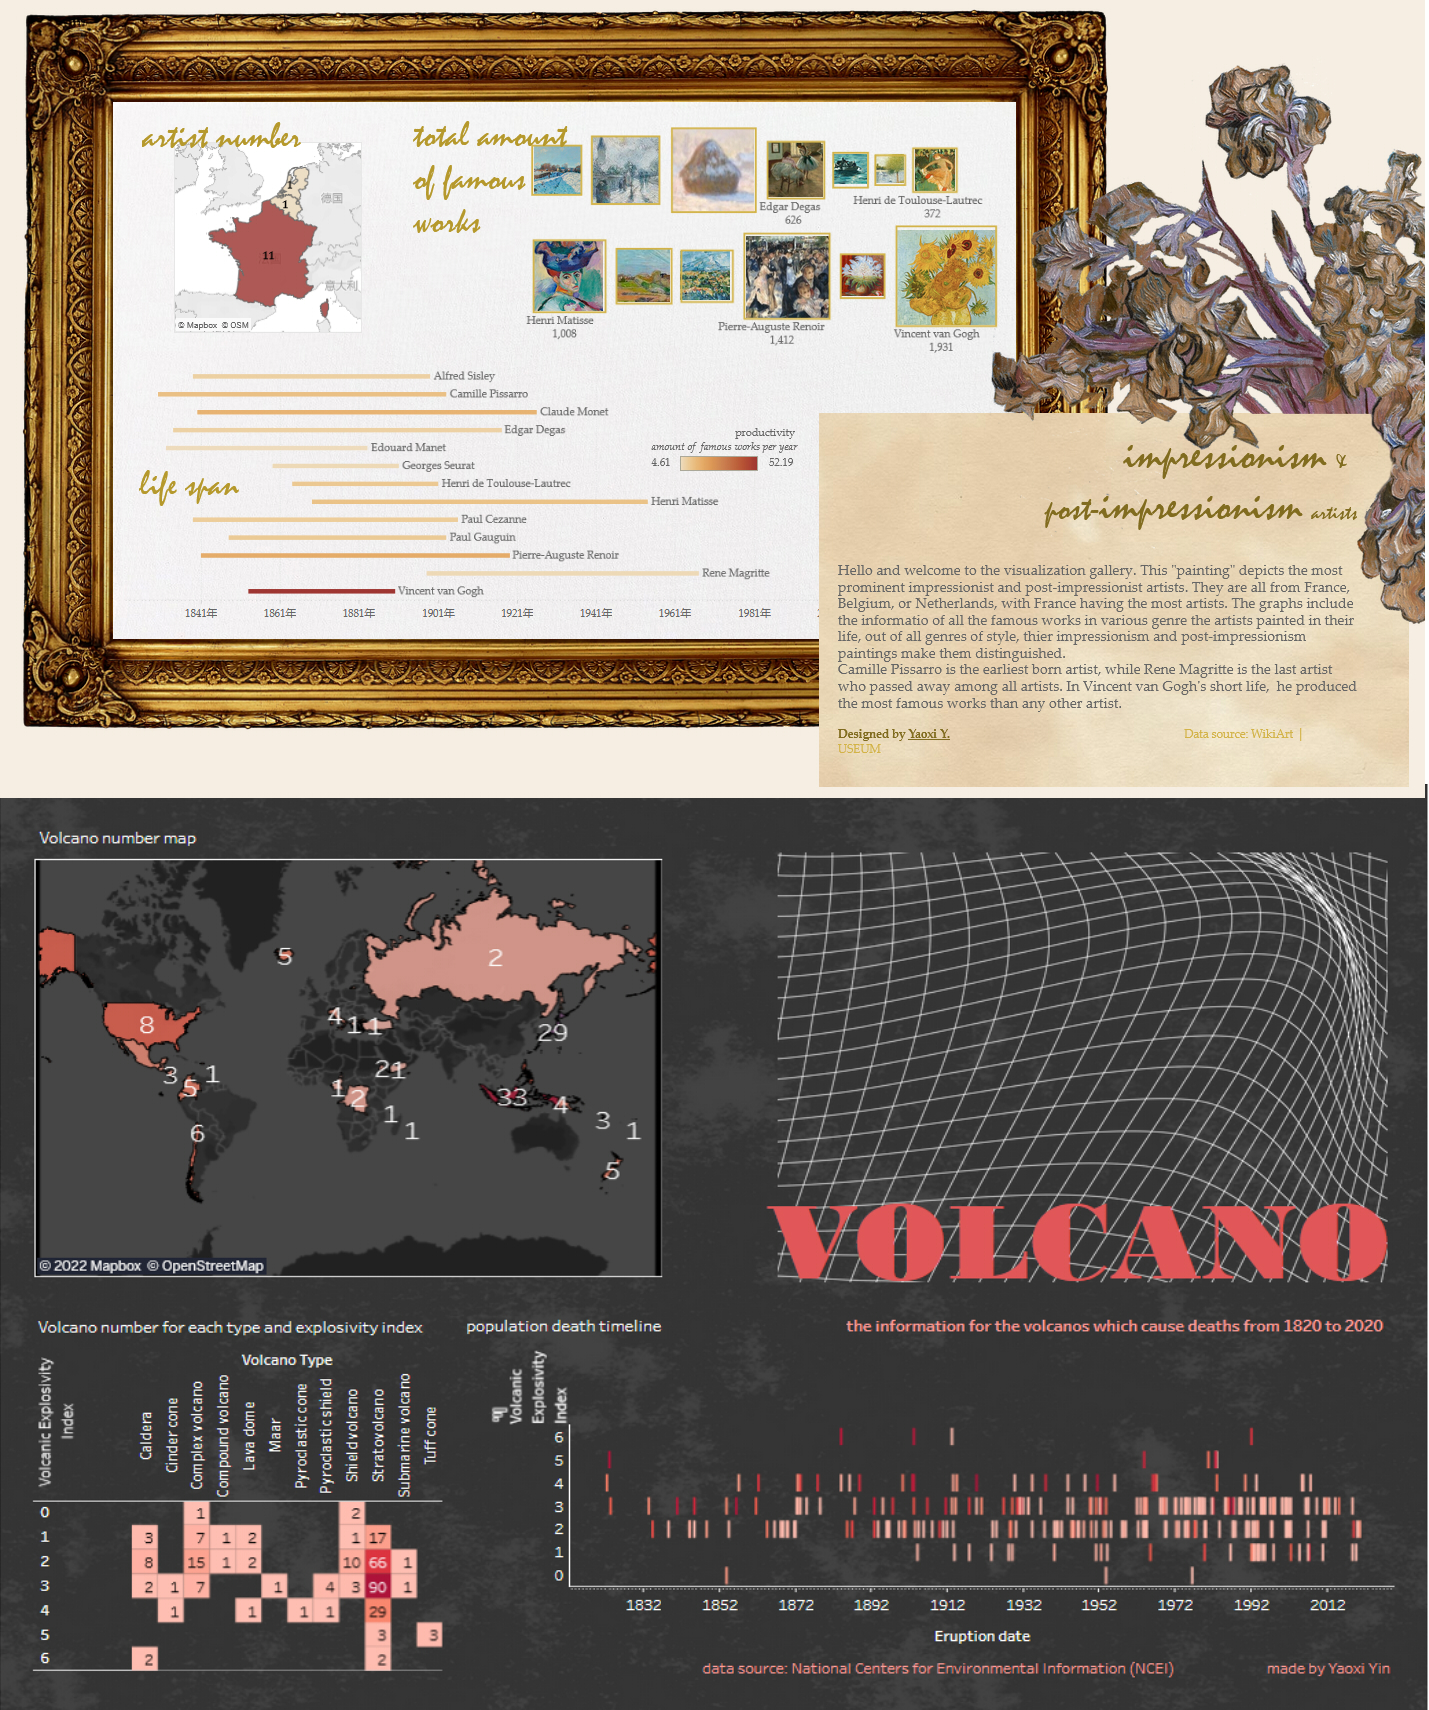 artist number
德国
1
1
11
意大利
© Mapbox © OSM
total amount
of famous
works
Edgar Degas
626
Henri de Toulouse-Lautrec
372
Henri Matisse
1,008
Pierre-Auguste Renoir
1,412
Vincent van Gogh
1,931
life span
Alfred Sisley
Camille Pissarro
Claude Monet
Edgar Degas
Edouard Manet
Georges Seurat
Henri de Toulouse-Lautrec
Henri Matisse
Paul Cezanne
Paul Gauguin
Pierre-Auguste Renoir
Rene Magritte
Vincent van Gogh
1841年 1861年 1881年 1901年 1921年 1941年 1961年 1981年
productivity
amount of famous works per year
4.61 52.19
impressionism &
post-impressionism artists
Hello and welcome to the visualization gallery. This "painting" depicts the most
prominent impressionist and post-impressionist artists. They are all from France,
Belgium, or Netherlands, with France having the most artists. The graphs include
the informatio of all the famous works in various genre the artists painted in their
life, out of all genres of style, thier impressionism and post-impressionism
paintings make them distinguished.
Camille Pissarro is the earliest born artist, while Rene Magritte is the last artist
who passed away among all artists. In Vincent van Gogh's short life, he produced
the most famous works than any other artist.
Designed by Yaoxi Y. Data source: WikiArt |
USEUM
Volcano number map
5
2
8
4 1 1
29
3 5 1
2 1
1 2
33
4
1
1
3
1
6
5
© 2022 Mapbox © OpenStreetMap
VOLCANO
the information for the volcanos which cause deaths from 1820 to 2020
Volcano number for each type and explosivity index
Volcano Type
Volcanic Explosivity
Index
Caldera
Cinder cone
Complex volcano
Compound volcano
Lava dome
Maar
Pyroclastic cone
Pyroclastic shield
Shield volcano
Stratovolcano
Submarine volcano
Tuff cone
0 1 2
1 3 7 1 2 1 17
2 8 15 1 2 10 66 1
3 2 1 7 1 4 3 90 1
4 1 1 1 1 29
5 3 3
6 2 2
population death timeline
Volcanic
Explosivity
Index
6
5
4
3
2
1
0
1832 1852 1872 1892 1912 1932 1952 1972 1992 2012
Eruption date
data source: National Centers for Environmental Information (NCEI) made by Yaoxi Yin